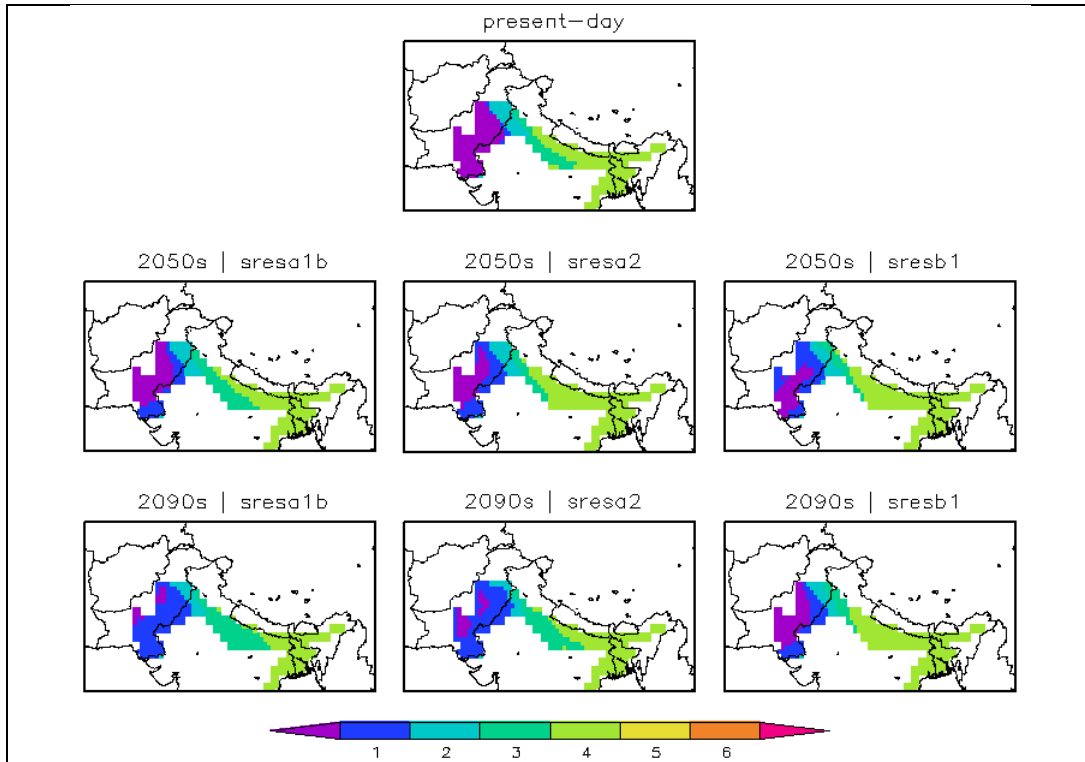 present-day
2050s | sresa1b
2050s | sresa2
2050s | sresb1
2090s | sresa1b
2090s | sresa2
2090s | sresb1
1 2 3 4 5 6